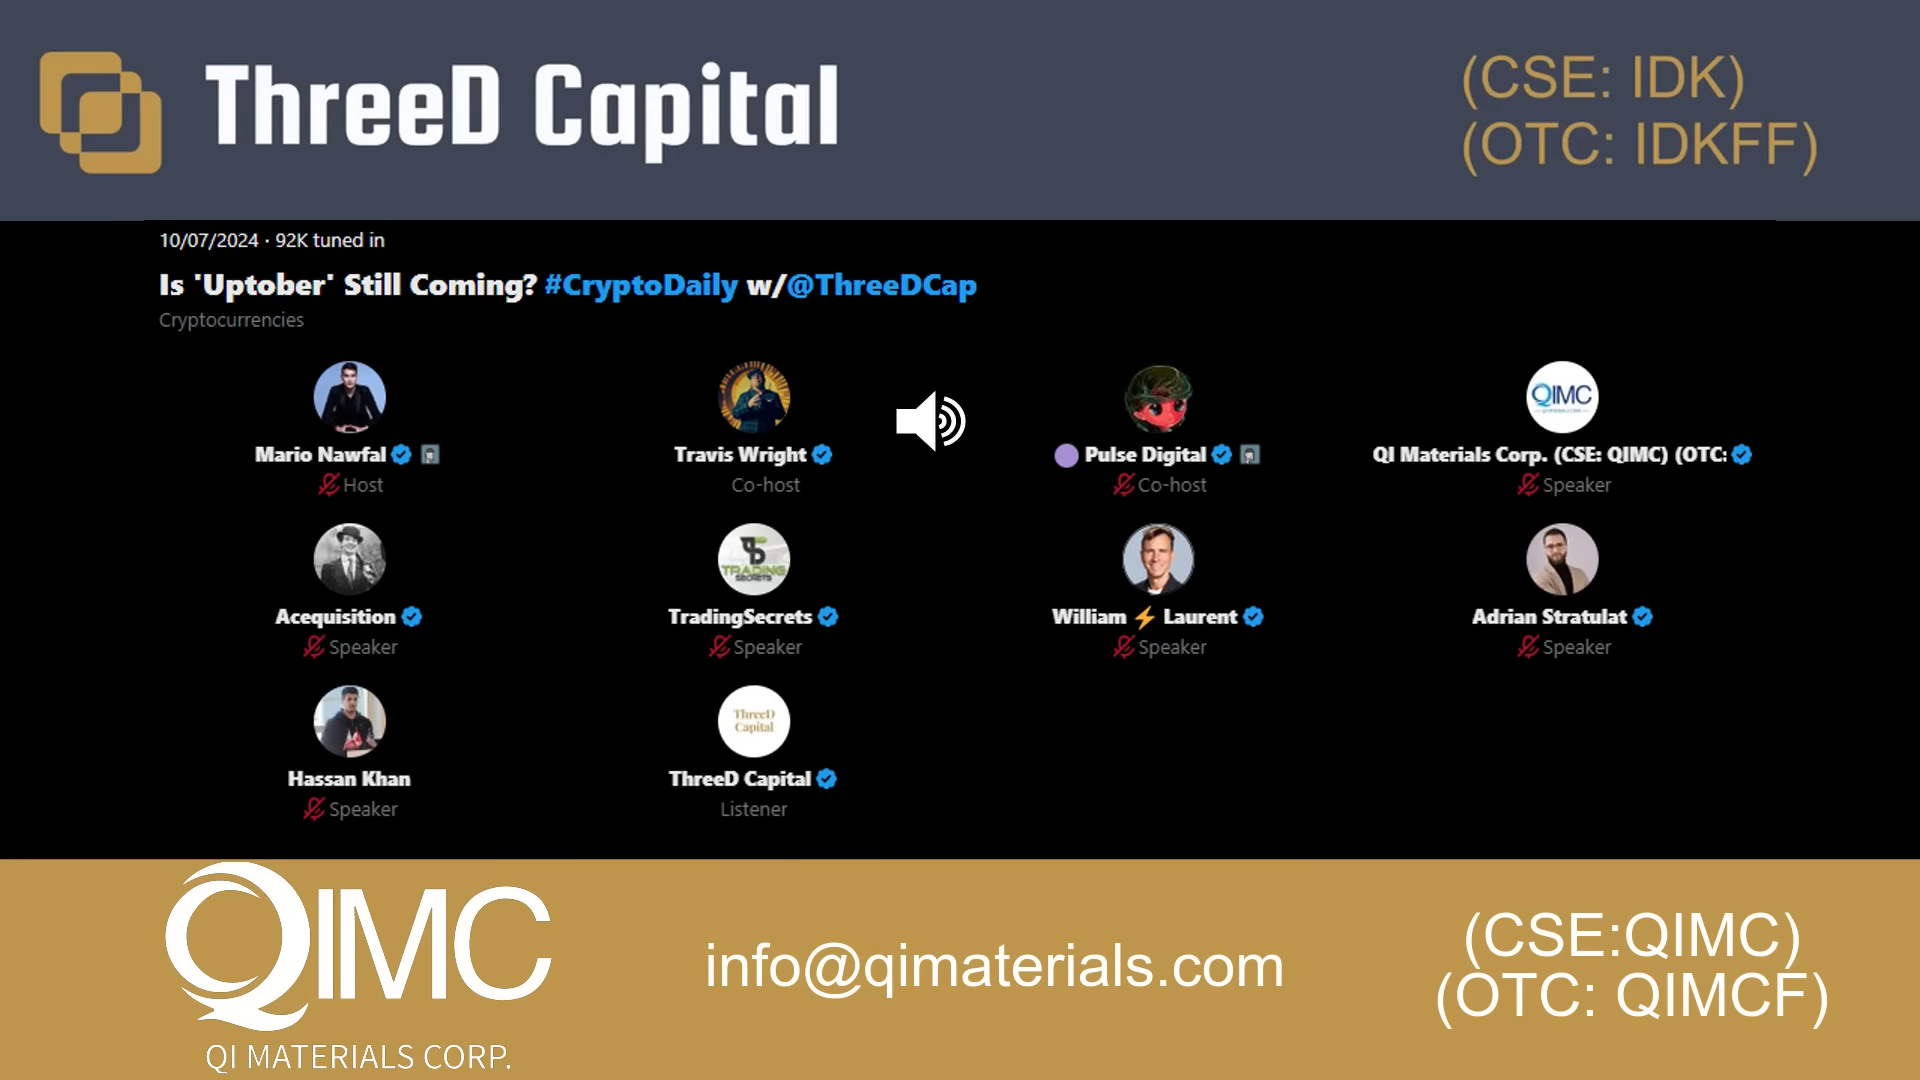 ThreeD Capital
(CSE: IDK)
(OTC: IDKFF)
10/07/2024 · 92K tuned in
Is 'Uptober' Still Coming? #CryptoDaily w/@ThreeDCap
Cryptocurrencies
QIMC
Mario Nawfal
Travis Wright
Pulse Digital
QI Materials Corp. (CSE: QIMC) (OTC:
Host
Co-host
Co-host
Speaker
TRADING
SECRETS
Acequisition
TradingSecrets
William ⚡ Laurent
Adrian Stratulat
Speaker
Speaker
Speaker
Speaker
ThreeD
Capital
Hassan Khan
ThreeD Capital
Speaker
Listener
QIMC
QI MATERIALS CORP.
info@qimaterials.com
(CSE:QIMC)
(OTC: QIMCF)